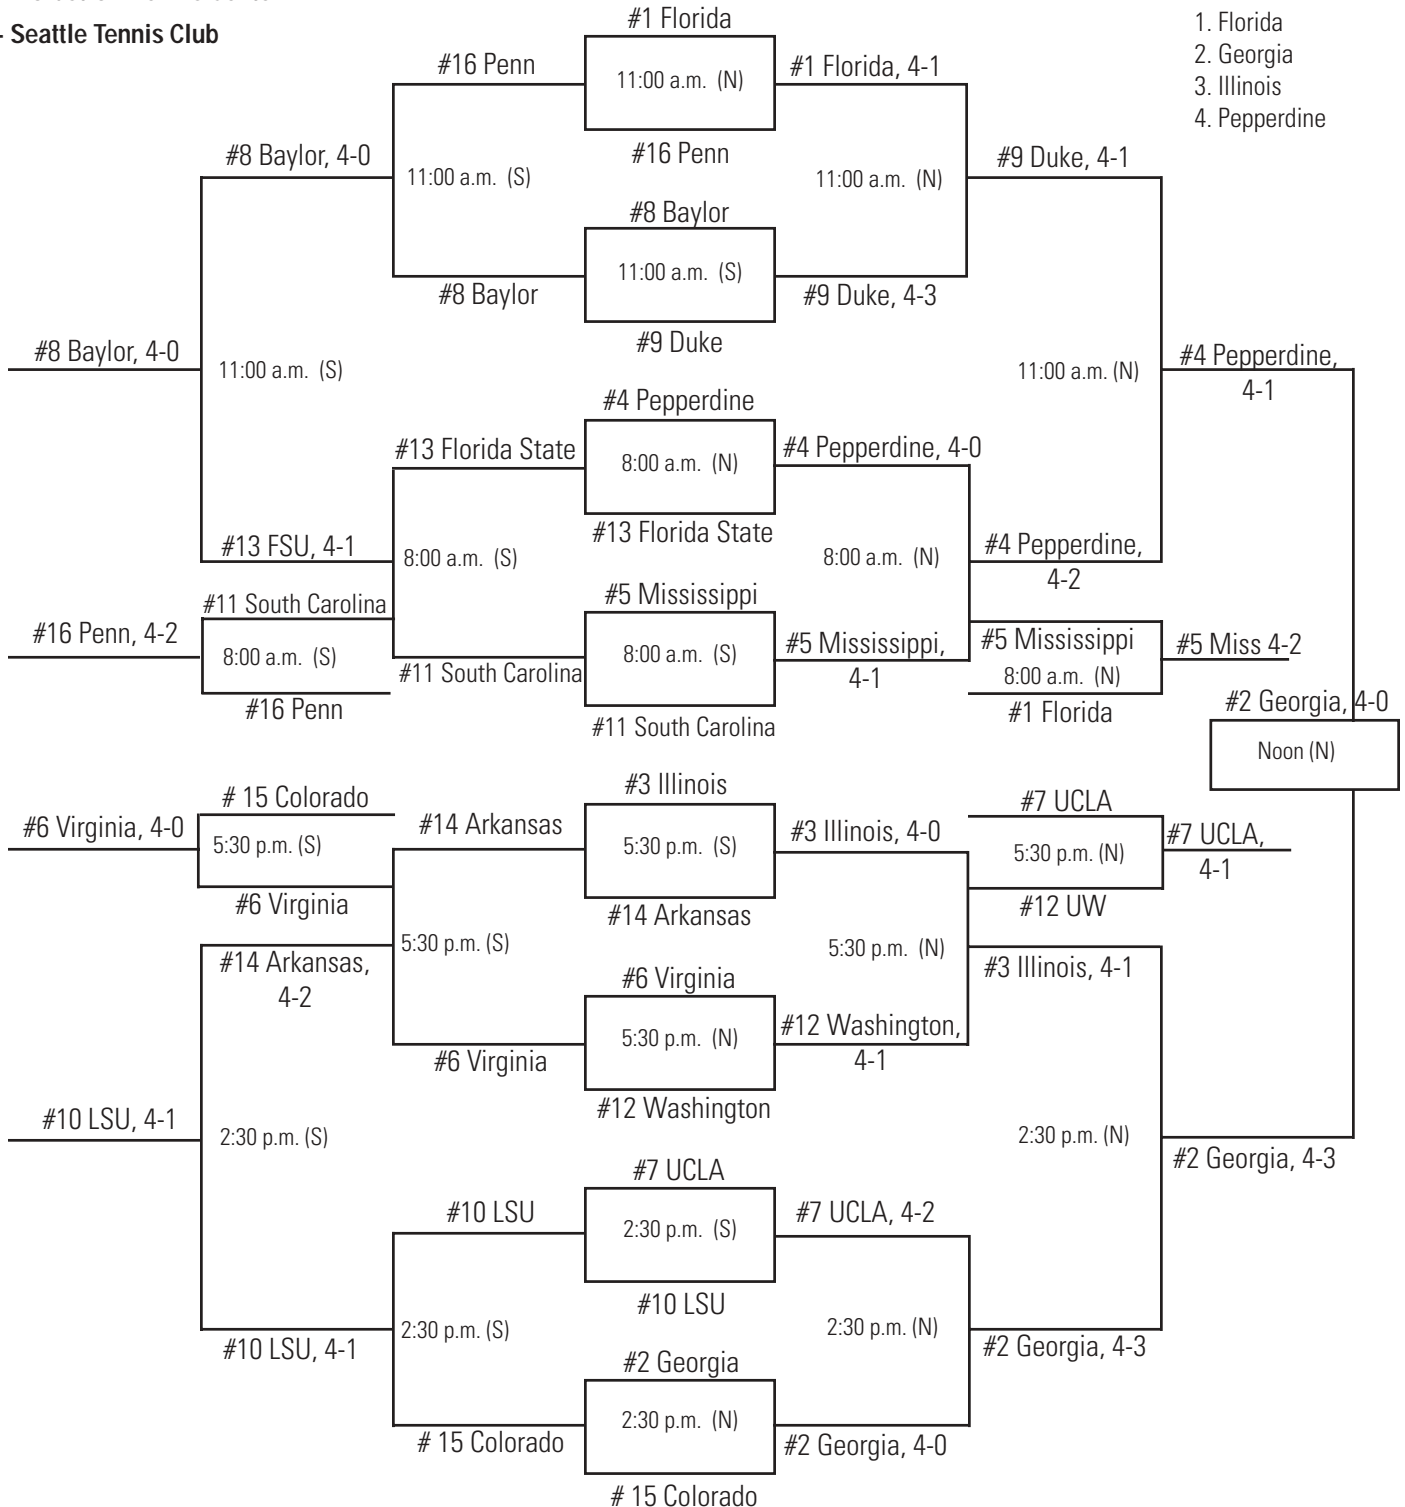 - Seattle Tennis Club
1. Florida
2. Georgia
3. Illinois
4. Pepperdine
#1 Florida
#16 Penn
11:00 a.m. (N)
#1 Florida, 4-1
#8 Baylor, 4-0
11:00 a.m. (S)
#16 Penn
11:00 a.m. (N)
#9 Duke, 4-1
#8 Baylor
11:00 a.m. (S)
#8 Baylor
#9 Duke, 4-3
#9 Duke
#8 Baylor, 4-0
11:00 a.m. (S)
11:00 a.m. (N)
#4 Pepperdine,
4-1
#4 Pepperdine
#13 Florida State
8:00 a.m. (N)
#4 Pepperdine, 4-0
#13 Florida State
#13 FSU, 4-1
8:00 a.m. (S)
8:00 a.m. (N)
#4 Pepperdine,
4-2
#11 South Carolina
#5 Mississippi
#16 Penn, 4-2
8:00 a.m. (S)
#11 South Carolina
8:00 a.m. (S)
#5 Mississippi,
4-1
#5 Mississippi
8:00 a.m. (N)
#5 Miss 4-2
#16 Penn
#11 South Carolina
#1 Florida
#2 Georgia, 4-0
Noon (N)
# 15 Colorado
#3 Illinois
#7 UCLA
#6 Virginia, 4-0
5:30 p.m. (S)
#14 Arkansas
5:30 p.m. (S)
#3 Illinois, 4-0
5:30 p.m. (N)
#7 UCLA,
4-1
#6 Virginia
#14 Arkansas
#12 UW
#14 Arkansas,
4-2
5:30 p.m. (S)
5:30 p.m. (N)
#3 Illinois, 4-1
#6 Virginia
#6 Virginia
5:30 p.m. (N)
#12 Washington,
4-1
#12 Washington
#10 LSU, 4-1
2:30 p.m. (S)
2:30 p.m. (N)
#2 Georgia, 4-3
#7 UCLA
#10 LSU
2:30 p.m. (S)
#7 UCLA, 4-2
#10 LSU
#10 LSU, 4-1
2:30 p.m. (S)
2:30 p.m. (N)
#2 Georgia, 4-3
#2 Georgia
# 15 Colorado
2:30 p.m. (N)
#2 Georgia, 4-0
# 15 Colorado